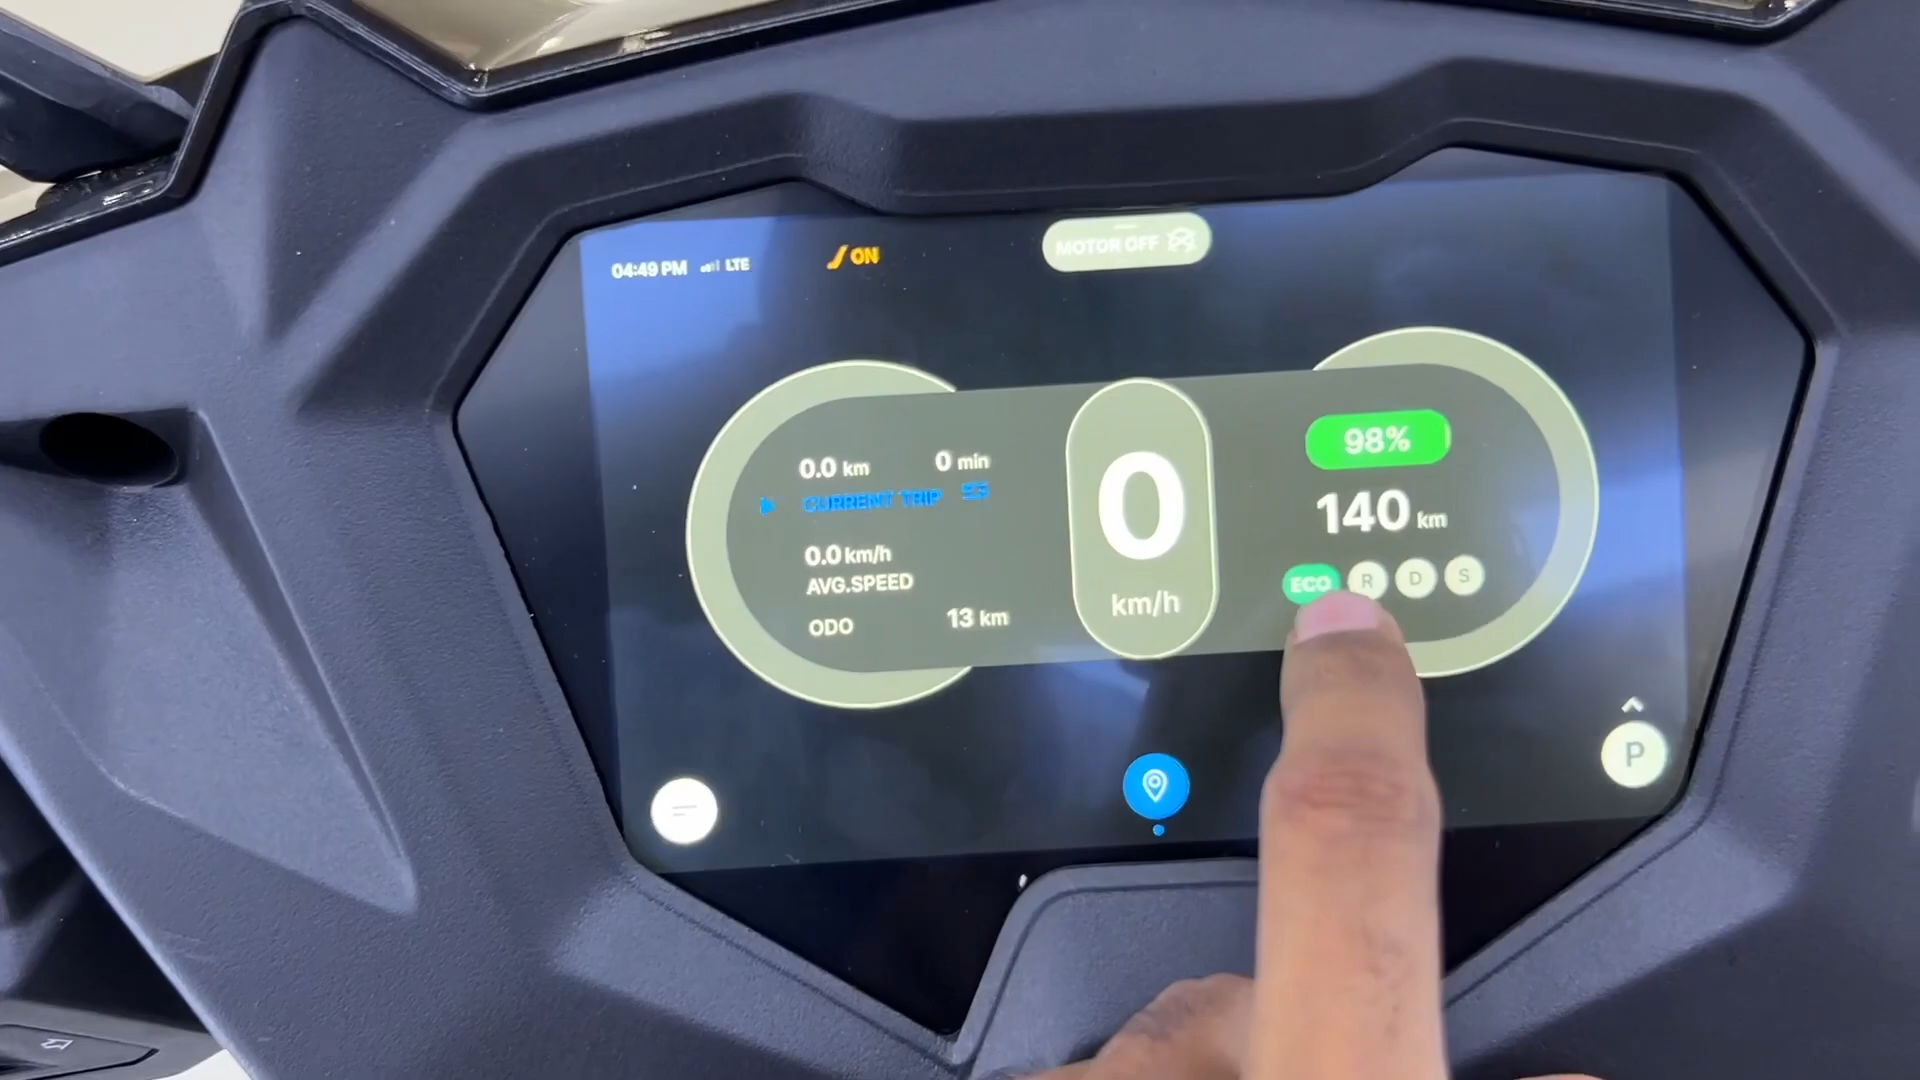 04:49 PM LTE
ON
MOTOR OFF
0.0 km 0 min
CURRENT TRIP
0.0 km/h
AVG.SPEED
ODO 13 km
0
km/h
98%
140 km
ECO R D S
P